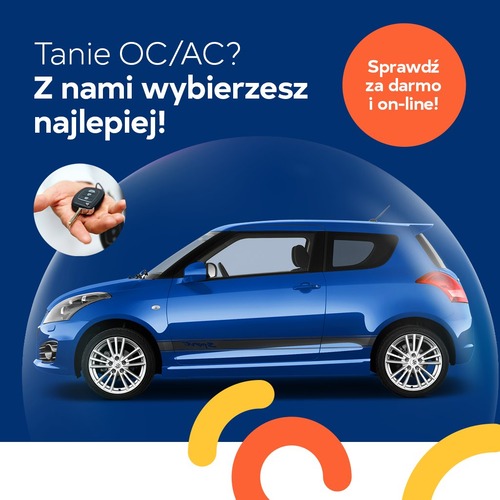 Tanie OC/AC?
Z nami wybierzesz
najlepiej!
Sprawdź
za darmo
i on-line!